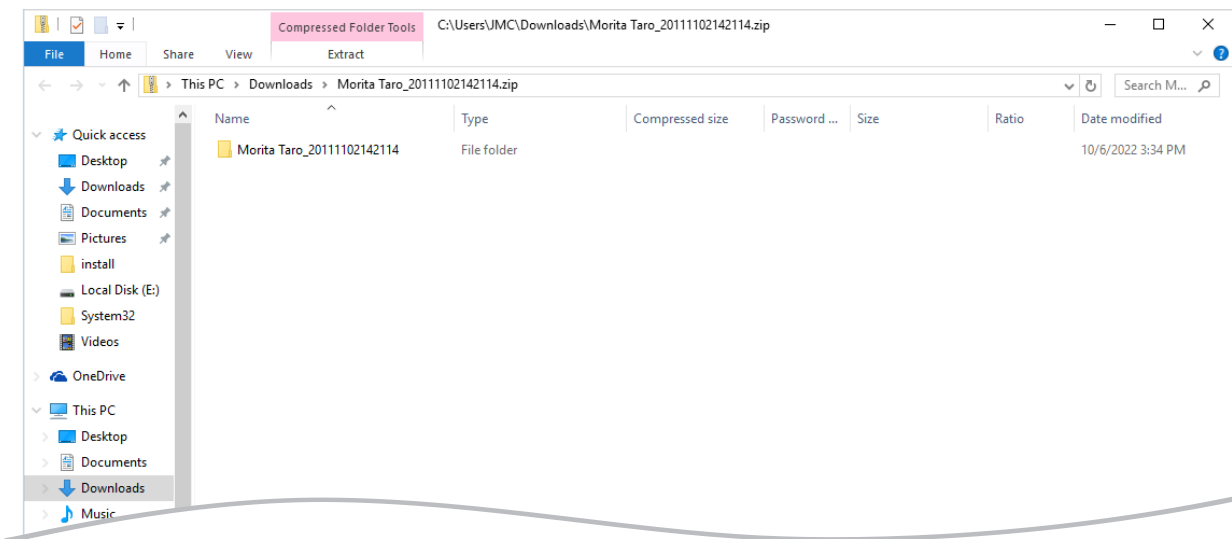 Compressed Folder Tools C:\Users\JMC\Downloads\Morita Taro_20111102142114.zip
File Home Share View Extract
This PC > Downloads > Morita Taro_20111102142114.zip Search M...
Name Type Compressed size Password ... Size Ratio Date modified
Quick access
Morita Taro_20111102142114 File folder 10/6/2022 3:34 PM
Desktop
Downloads
Documents
Pictures
install
Local Disk (E:)
System32
Videos
OneDrive
This PC
Desktop
Documents
Downloads
Music